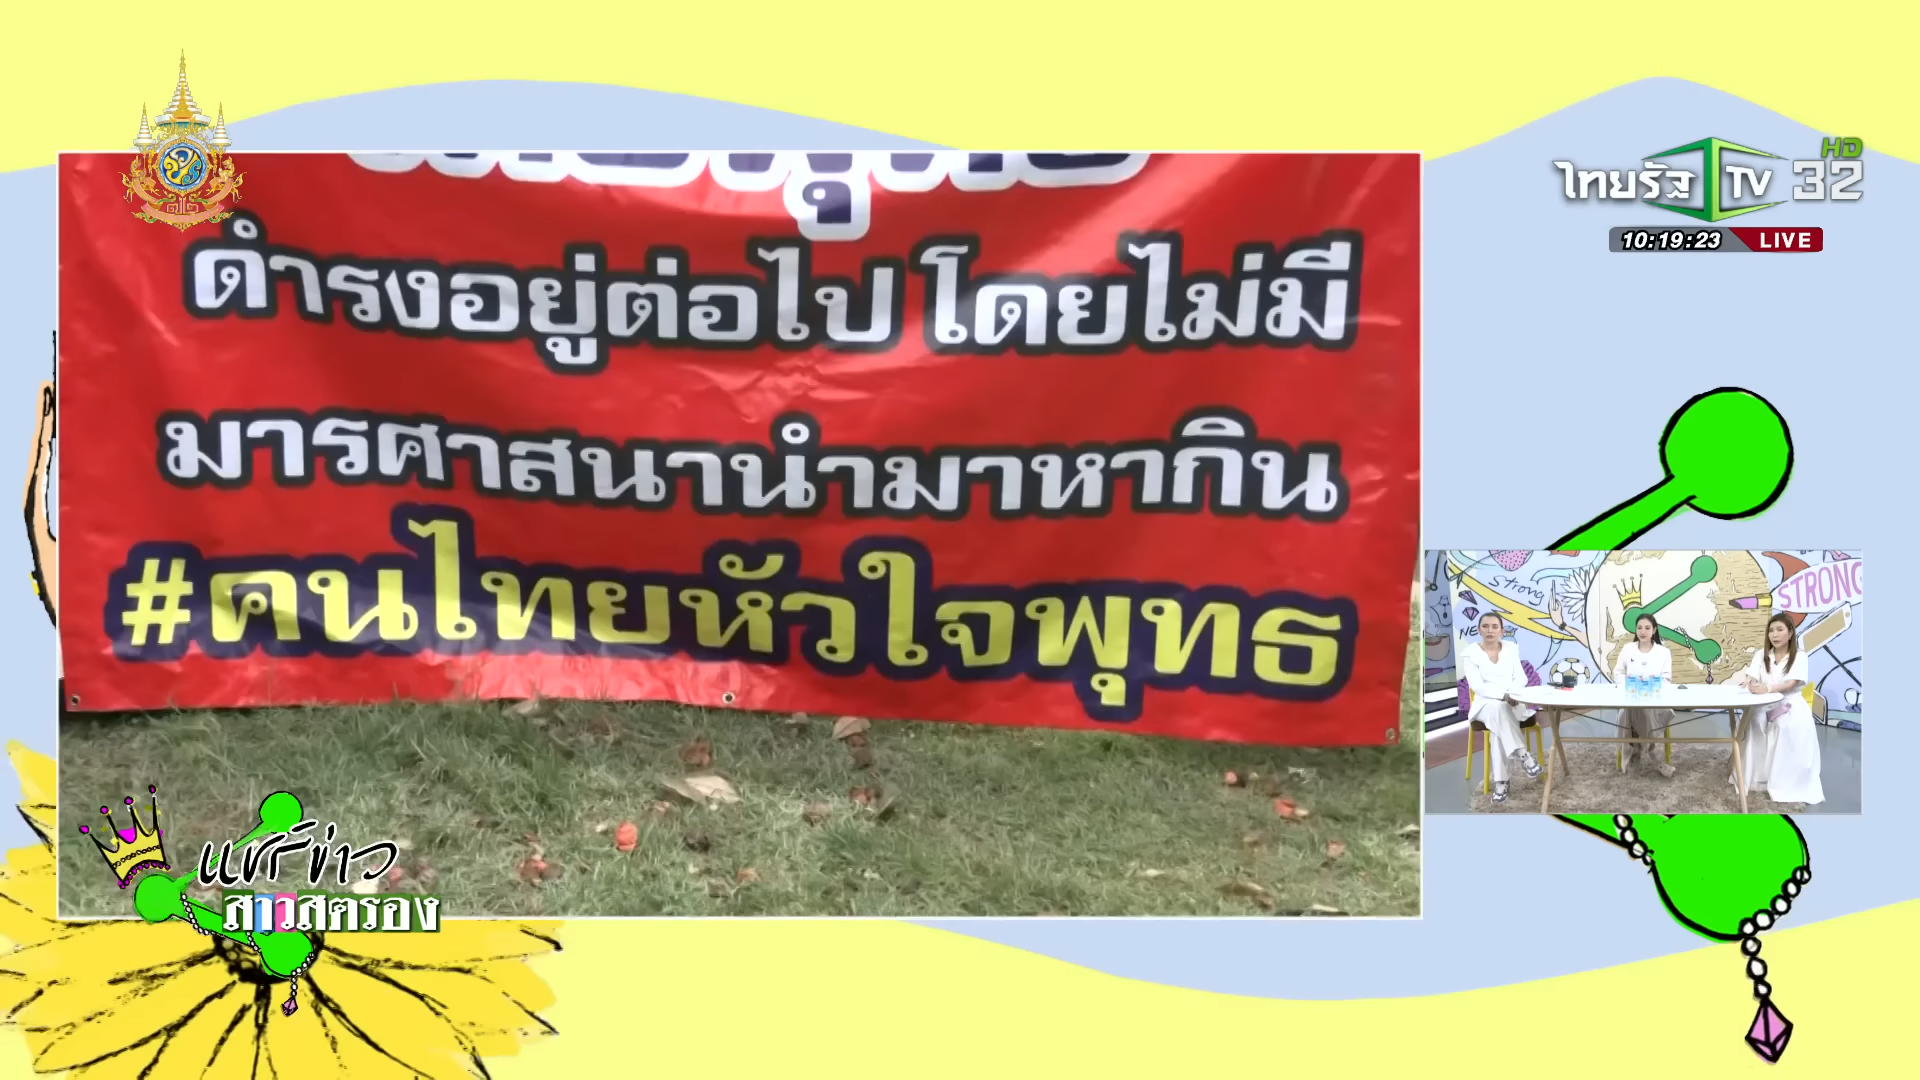 ดำรงอยู่ต่อไป โดยไม่มี
มารศาสนานำมาหากิน
#คนไทยหัวใจพุทธ
ไทยรัฐ TV HD 32
10:19:23 LIVE
strong
STRONG
แชร์ข่าว
สาวสตรอง